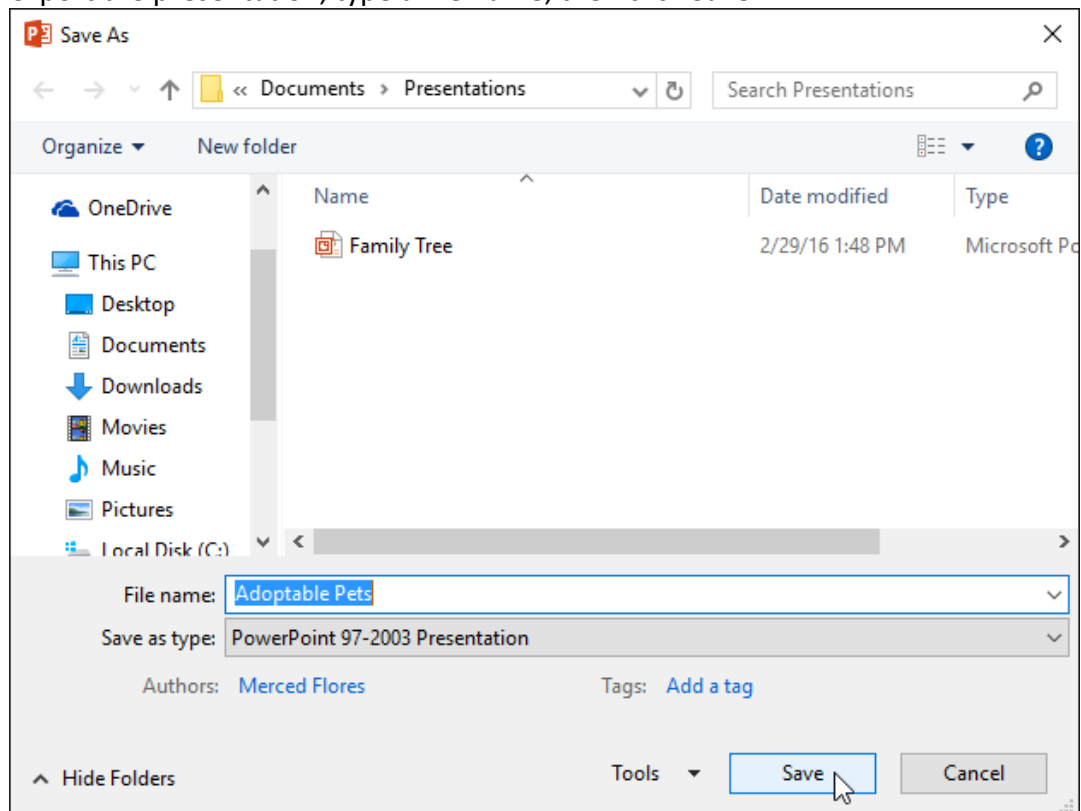 Save As
« Documents › Presentations
Search Presentations
Organize
New folder
?
Name
Date modified
Type
OneDrive
This PC
Desktop
Documents
Downloads
Movies
Music
Pictures
Local Disk (C:)
Family Tree
2/29/16 1:48 PM
Microsoft Po
File name: Adoptable Pets
Save as type: PowerPoint 97-2003 Presentation
Authors: Merced Flores
Tags: Add a tag
Hide Folders
Tools
Save
Cancel